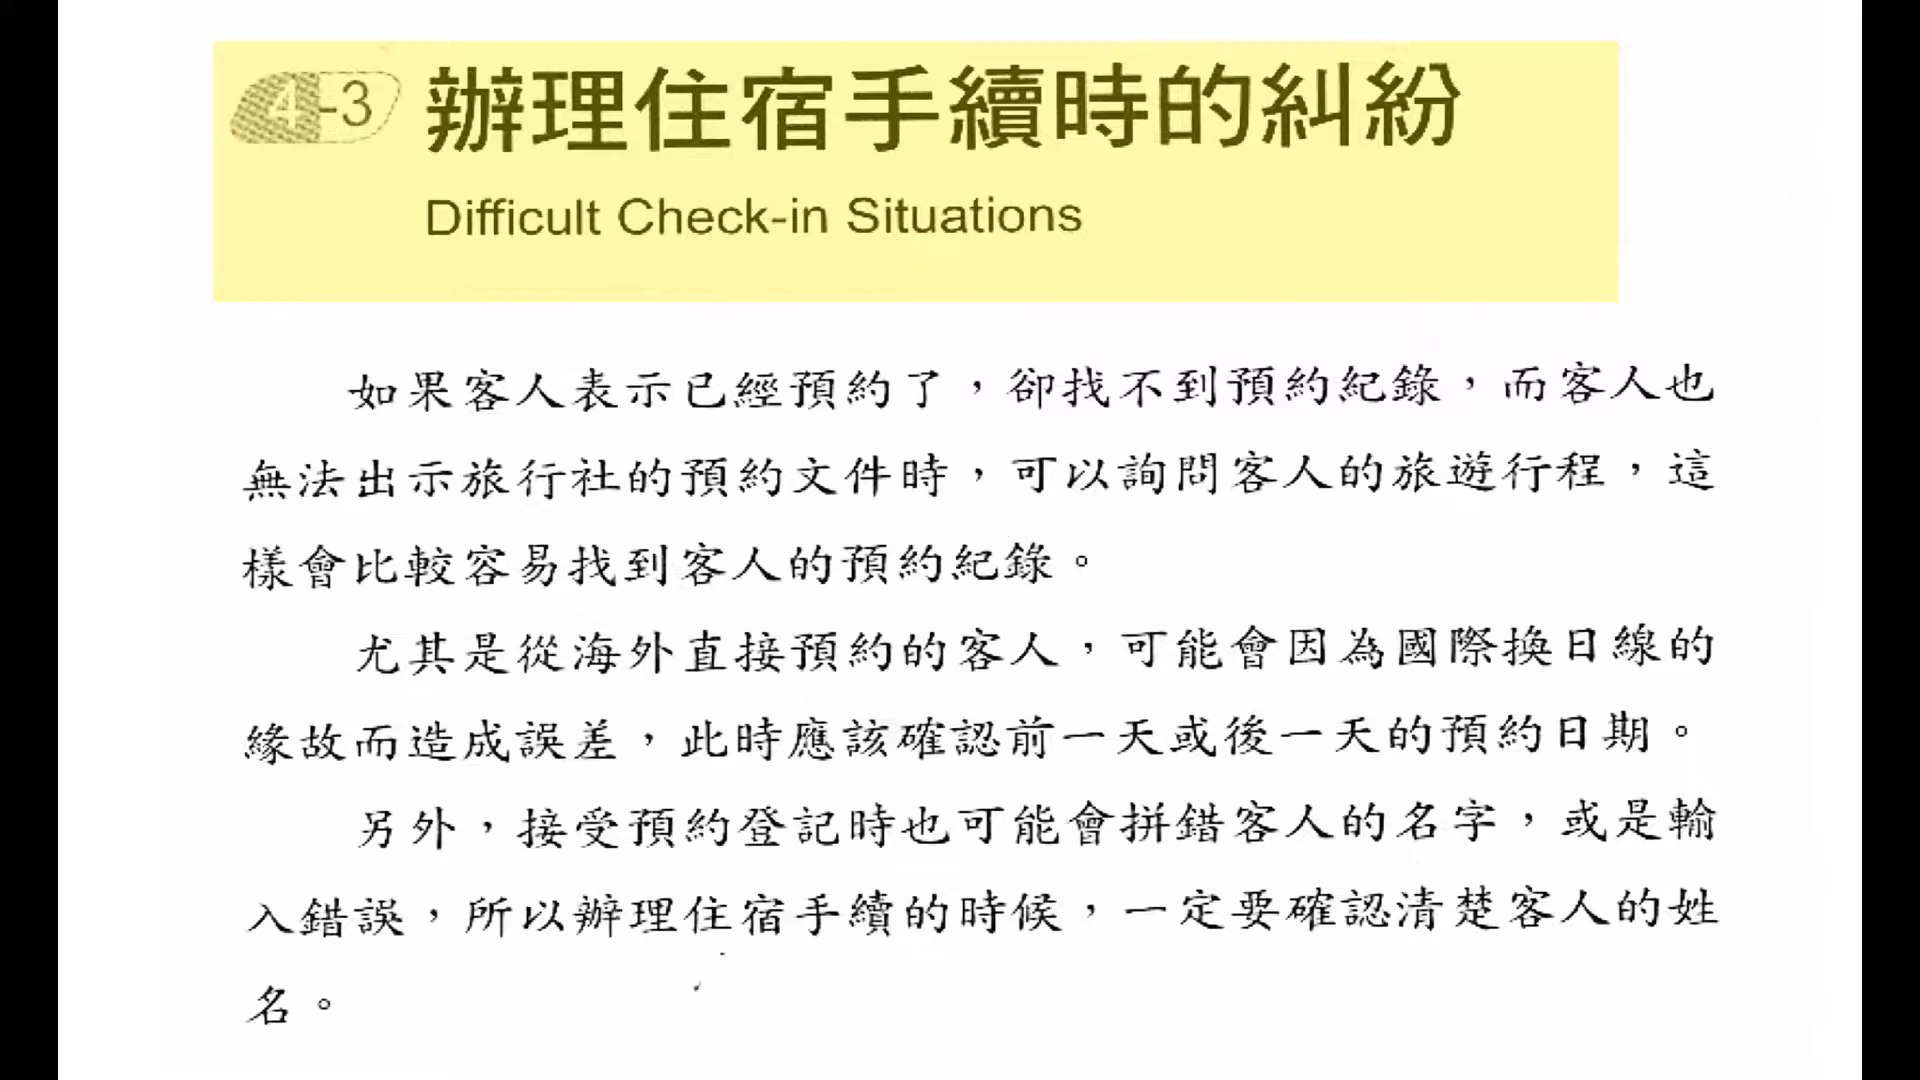 4-3 辦理住宿手續時的糾紛
Difficult Check-in Situations
如果客人表示已經預約了，卻找不到預約紀錄，而客人也
無法出示旅行社的預約文件時，可以詢問客人的旅遊行程，這
樣會比較容易找到客人的預約紀錄。
尤其是從海外直接預約的客人，可能會因為國際換日線的
緣故而造成誤差，此時應該確認前一天或後一天的預約日期。
另外，接受預約登記時也可能會拼錯客人的名字，或是輸
入錯誤，所以辦理住宿手續的時候，一定要確認清楚客人的姓
名。